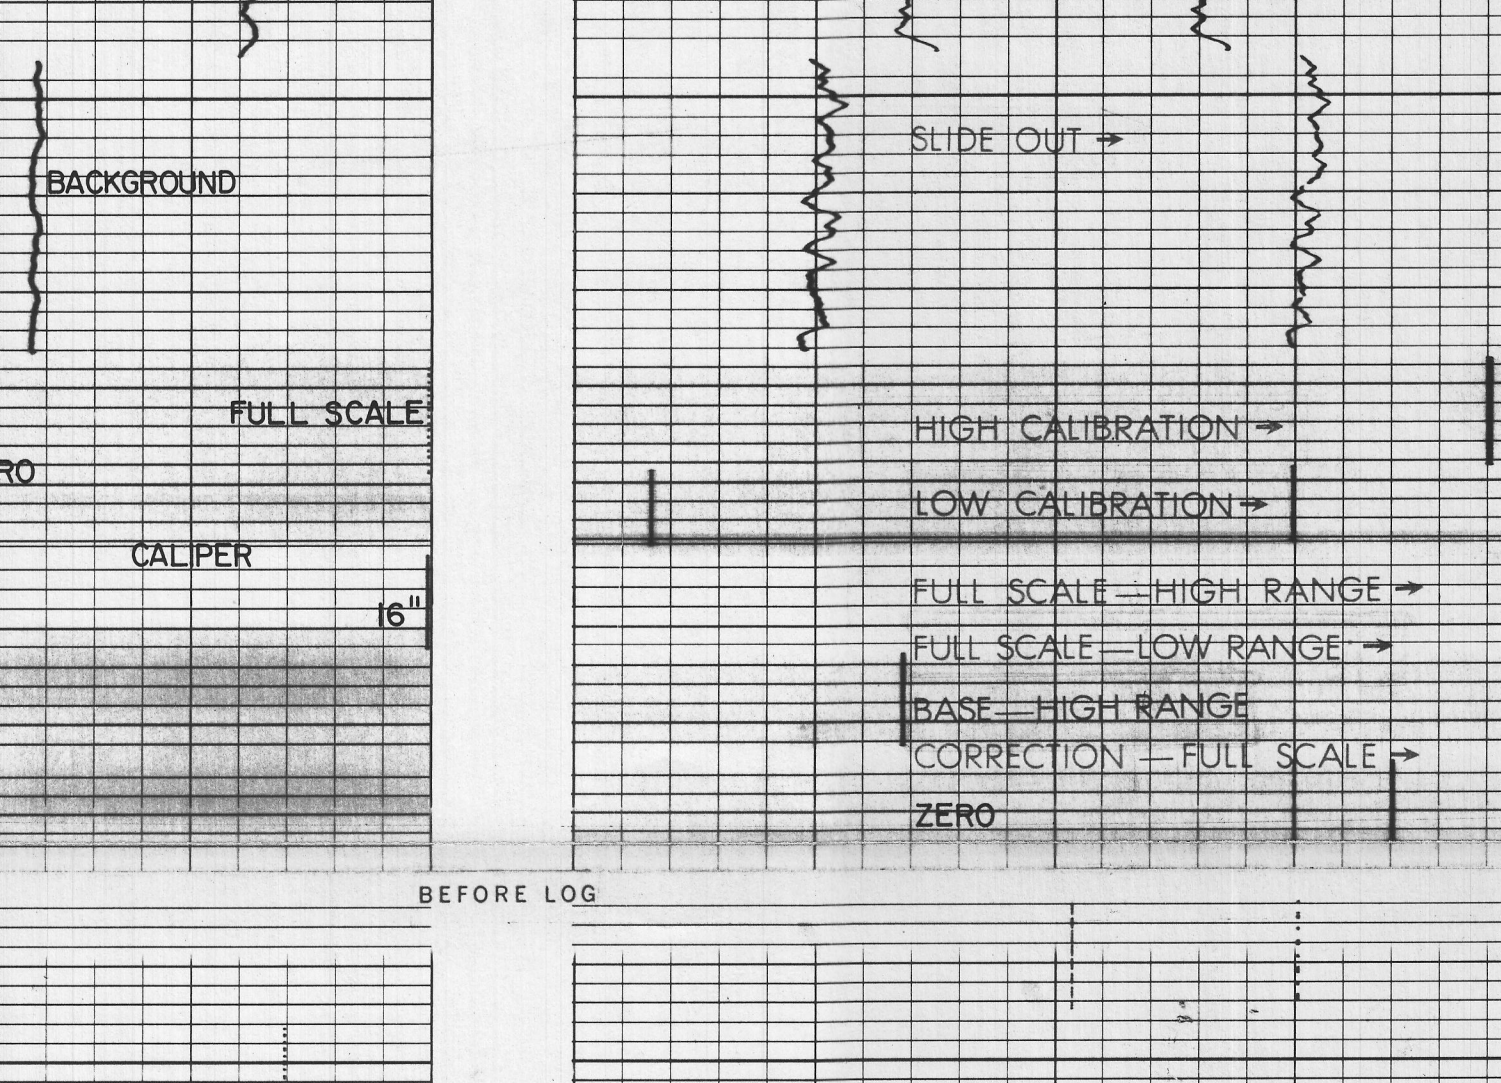 SLIDE OUT →
BACKGROUND
FULL SCALE
HIGH CALIBRATION →
RO
LOW CALIBRATION →
CALIPER
16"
FULL SCALE—HIGH RANGE →
FULL SCALE—LOW RANGE →
BASE—HIGH RANGE
CORRECTION — FULL SCALE →
ZERO
BEFORE LOG